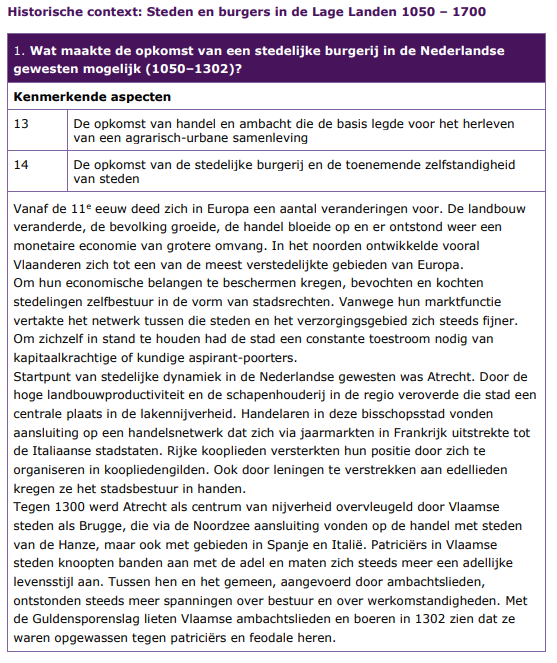 Historische context: Steden en burgers in de Lage Landen 1050 – 1700
1. Wat maakte de opkomst van een stedelijke burgerij in de Nederlandse
gewesten mogelijk (1050–1302)?
Kenmerkende aspecten
13 De opkomst van handel en ambacht die de basis legde voor het herleven
van een agrarisch-urbane samenleving
14 De opkomst van de stedelijke burgerij en de toenemende zelfstandigheid
van steden
Vanaf de 11e eeuw deed zich in Europa een aantal veranderingen voor. De landbouw
veranderde, de bevolking groeide, de handel bloeide op en er ontstond weer een
monetaire economie van grotere omvang. In het noorden ontwikkelde vooral
Vlaanderen zich tot een van de meest verstedelijkte gebieden van Europa.
Om hun economische belangen te beschermen kregen, bevochten en kochten
stedelingen zelfbestuur in de vorm van stadsrechten. Vanwege hun marktfunctie
vertakte het netwerk tussen die steden en het verzorgingsgebied zich steeds fijner.
Om zichzelf in stand te houden had de stad een constante toestroom nodig van
kapitaalkrachtige of kundige aspirant-poorters.
Startpunt van stedelijke dynamiek in de Nederlandse gewesten was Atrecht. Door de
hoge landbouwproductiviteit en de schapenhouderij in de regio veroverde die stad een
centrale plaats in de lakennijverheid. Handelaren in deze bisschopsstad vonden
aansluiting op een handelsnetwerk dat zich via jaarmarkten in Frankrijk uitstrekte tot
de Italiaanse stadstaten. Rijke kooplieden versterkten hun positie door zich te
organiseren in koopliedengilden. Ook door leningen te verstrekken aan edellieden
kregen ze het stadsbestuur in handen.
Tegen 1300 werd Atrecht als centrum van nijverheid overvleugeld door Vlaamse
steden als Brugge, die via de Noordzee aansluiting vonden op de handel met steden
van de Hanze, maar ook met gebieden in Spanje en Italië. Patriciërs in Vlaamse
steden knoopten banden aan met de adel en maten zich steeds meer een adellijke
levensstijl aan. Tussen hen en het gemeen, aangevoerd door ambachtslieden,
ontstonden steeds meer spanningen over bestuur en over werkomstandigheden. Met
de Guldensporenslag lieten Vlaamse ambachtslieden en boeren in 1302 zien dat ze
waren opgewassen tegen patriciërs en feodale heren.